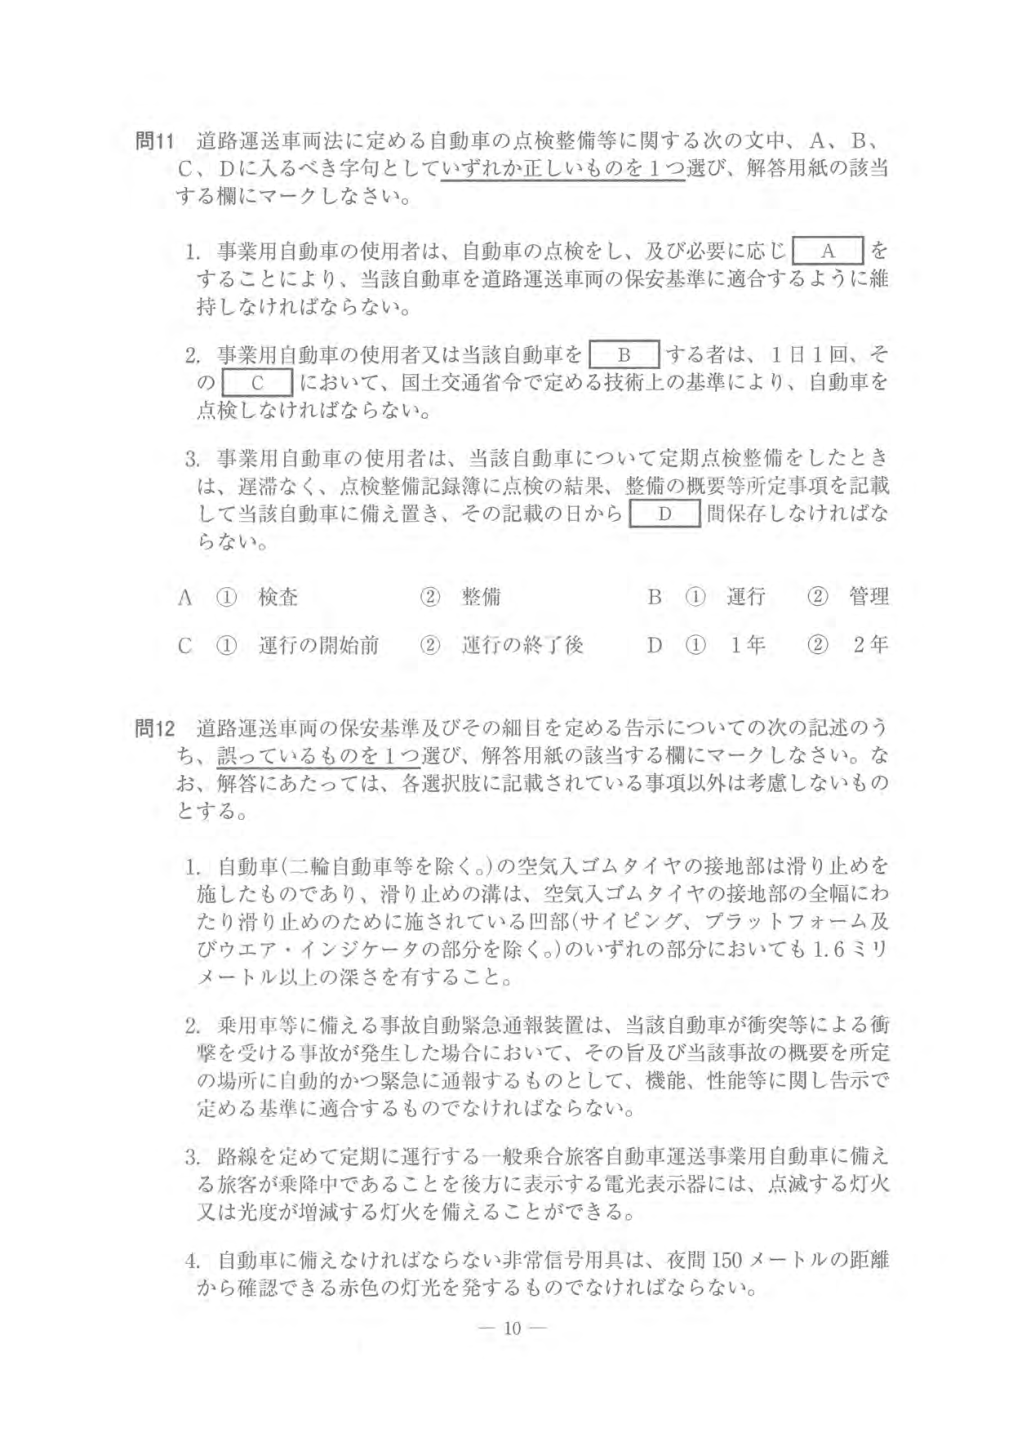 問11 道路運送車両法に定める自動車の点検整備等に関する次の文中、A、B、
C、Dに入るべき字句としていずれか正しいものを1つ選び、解答用紙の該当
する欄にマークしなさい。
1. 事業用自動車の使用者は、自動車の点検をし、及び必要に応じ A を
することにより、当該自動車を道路運送車両の保安基準に適合するように維
持しなければならない。
2. 事業用自動車の使用者又は当該自動車を B する者は、1日1回、そ
の C において、国土交通省令で定める技術上の基準により、自動車を
点検しなければならない。
3. 事業用自動車の使用者は、当該自動車について定期点検整備をしたとき
は、遅滞なく、点検整備記録簿に点検の結果、整備の概要等所定事項を記載
して当該自動車に備え置き、その記載の日から D 間保存しなければな
らない。
A ① 検査 ② 整備 B ① 運行 ② 管理
C ① 運行の開始前 ② 運行の終了後 D ① 1年 ② 2年
問12 道路運送車両の保安基準及びその細目を定める告示についての次の記述のう
ち、誤っているものを1つ選び、解答用紙の該当する欄にマークしなさい。な
お、解答にあたっては、各選択肢に記載されている事項以外は考慮しないもの
とする。
1. 自動車(二輪自動車等を除く。)の空気入ゴムタイヤの接地部は滑り止めを
施したものであり、滑り止めの溝は、空気入ゴムタイヤの接地部の全幅にわ
たり滑り止めのために施されている凹部(サイピング、プラットフォーム及
びウエア・インジケータの部分を除く。)のいずれの部分においても1.6ミリ
メートル以上の深さを有すること。
2. 乗用車等に備える事故自動緊急通報装置は、当該自動車が衝突等による衝
撃を受ける事故が発生した場合において、その旨及び当該事故の概要を所定
の場所に自動的かつ緊急に通報するものとして、機能、性能等に関し告示で
定める基準に適合するものでなければならない。
3. 路線を定めて定期に運行する一般乗合旅客自動車運送事業用自動車に備え
る旅客が乗降中であることを後方に表示する電光表示器には、点滅する灯火
又は光度が増減する灯火を備えることができる。
4. 自動車に備えなければならない非常信号用具は、夜間150メートルの距離
から確認できる赤色の灯光を発するものでなければならない。
— 10 —